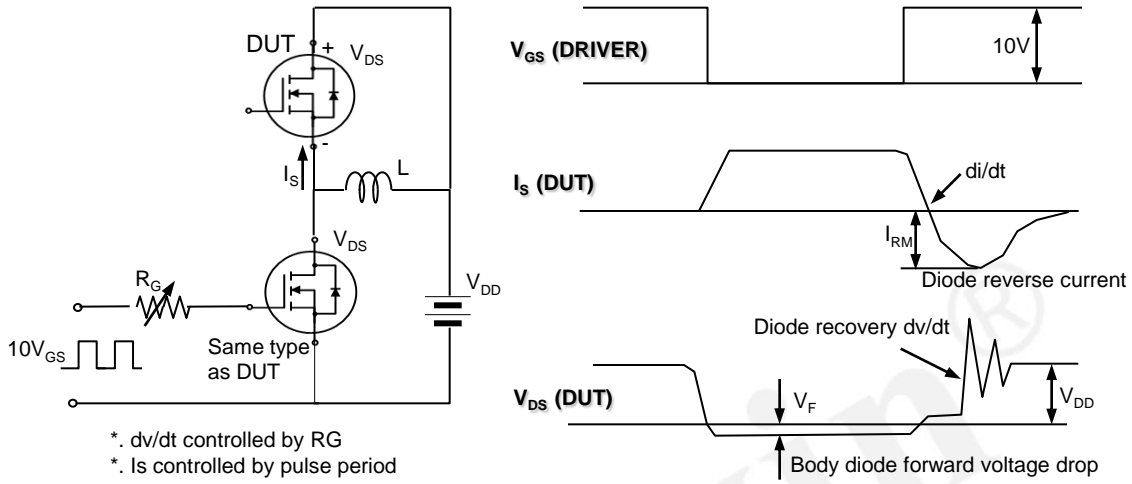 DUT
+
V_DS
-
I_S
L
V_DS
R_G
V_DD
10V_GS
Same type
as DUT
*. dv/dt controlled by RG
*. Is controlled by pulse period
V_GS (DRIVER)
10V
I_S (DUT)
di/dt
I_RM
Diode reverse current
Diode recovery dv/dt
V_DS (DUT)
V_F
V_DD
Body diode forward voltage drop
®